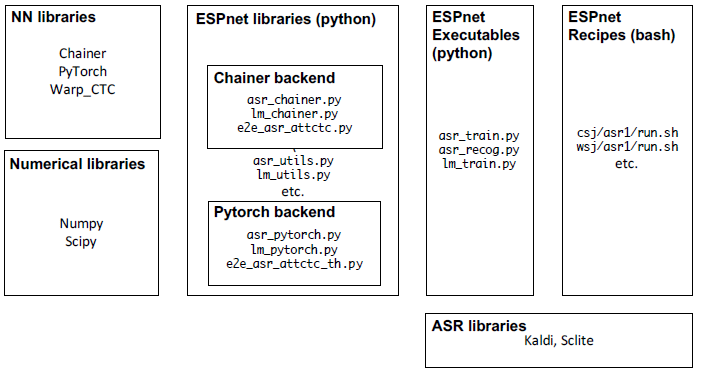 NN libraries
Chainer
PyTorch
Warp_CTC
Numerical libraries
Numpy
Scipy
ESPnet libraries (python)
Chainer backend
asr_chainer.py
lm_chainer.py
e2e_asr_attctc.py
asr_utils.py
lm_utils.py
etc.
Pytorch backend
asr_pytorch.py
lm_pytorch.py
e2e_asr_attctc_th.py
ESPnet
Executables
(python)
asr_train.py
asr_recog.py
lm_train.py
ESPnet
Recipes (bash)
csj/asr1/run.sh
wsj/asr1/run.sh
etc.
ASR libraries
Kaldi, Sclite